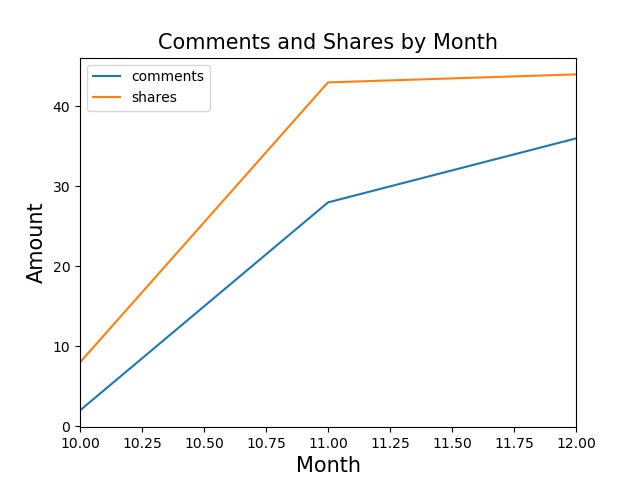 Comments and Shares by Month
comments
shares
40
30
20
10
0
Amount
10.00 10.25 10.50 10.75 11.00 11.25 11.50 11.75 12.00
Month